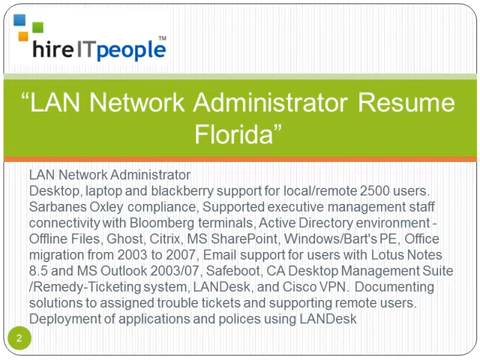 hireITpeople™
“LAN Network Administrator Resume
Florida”
LAN Network Administrator
Desktop, laptop and blackberry support for local/remote 2500 users.
Sarbanes Oxley compliance, Supported executive management staff
connectivity with Bloomberg terminals, Active Directory environment -
Offline Files, Ghost, Citrix, MS SharePoint, Windows/Bart's PE, Office
migration from 2003 to 2007, Email support for users with Lotus Notes
8.5 and MS Outlook 2003/07, Safeboot, CA Desktop Management Suite
/Remedy-Ticketing system, LANDesk, and Cisco VPN. Documenting
solutions to assigned trouble tickets and supporting remote users.
Deployment of applications and polices using LANDesk
2